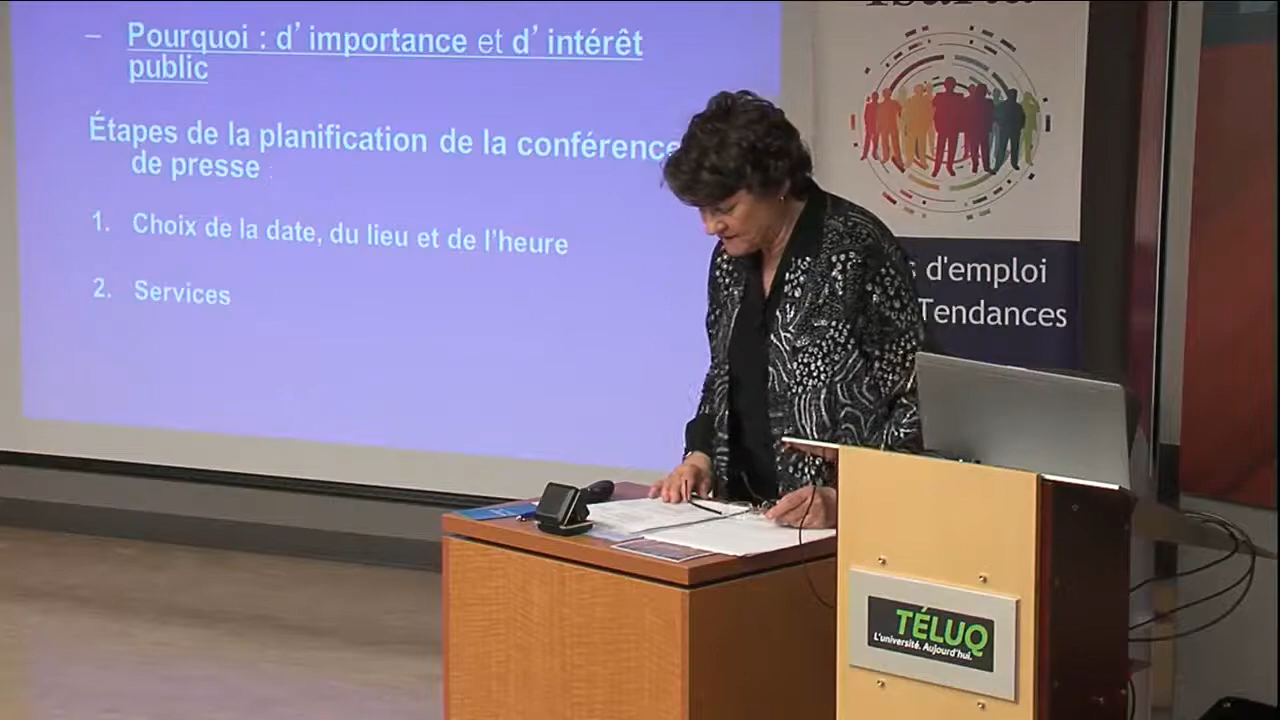 – Pourquoi : d’ importance et d’ intérêt
public
Étapes de la planification de la conférence
de presse :
1. Choix de la date, du lieu et de l'heure
2. Services
d'emploi
Tendances
TÉLUQ
L'université. Aujourd'hui.